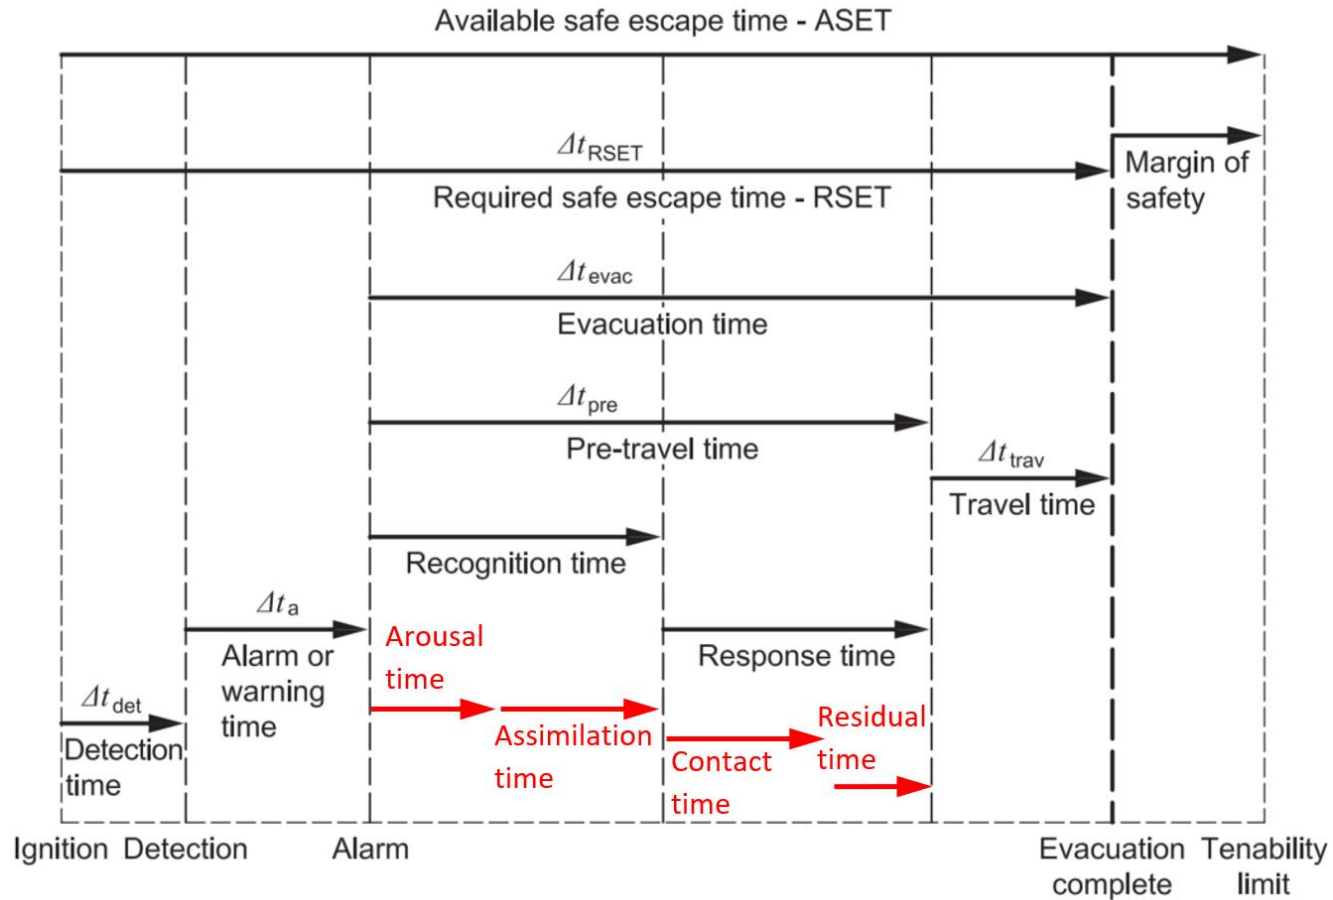 Available safe escape time - ASET
Δt RSET
Required safe escape time - RSET
Margin of
safety
Δt evac
Evacuation time
Δt pre
Pre-travel time
Δt trav
Travel time
Recognition time
Δt a
Alarm or
warning
time
Arousal
time
Response time
Δt det
Detection
time
Assimilation
time
Contact
time
Residual
time
Ignition Detection Alarm Evacuation Tenability
complete limit